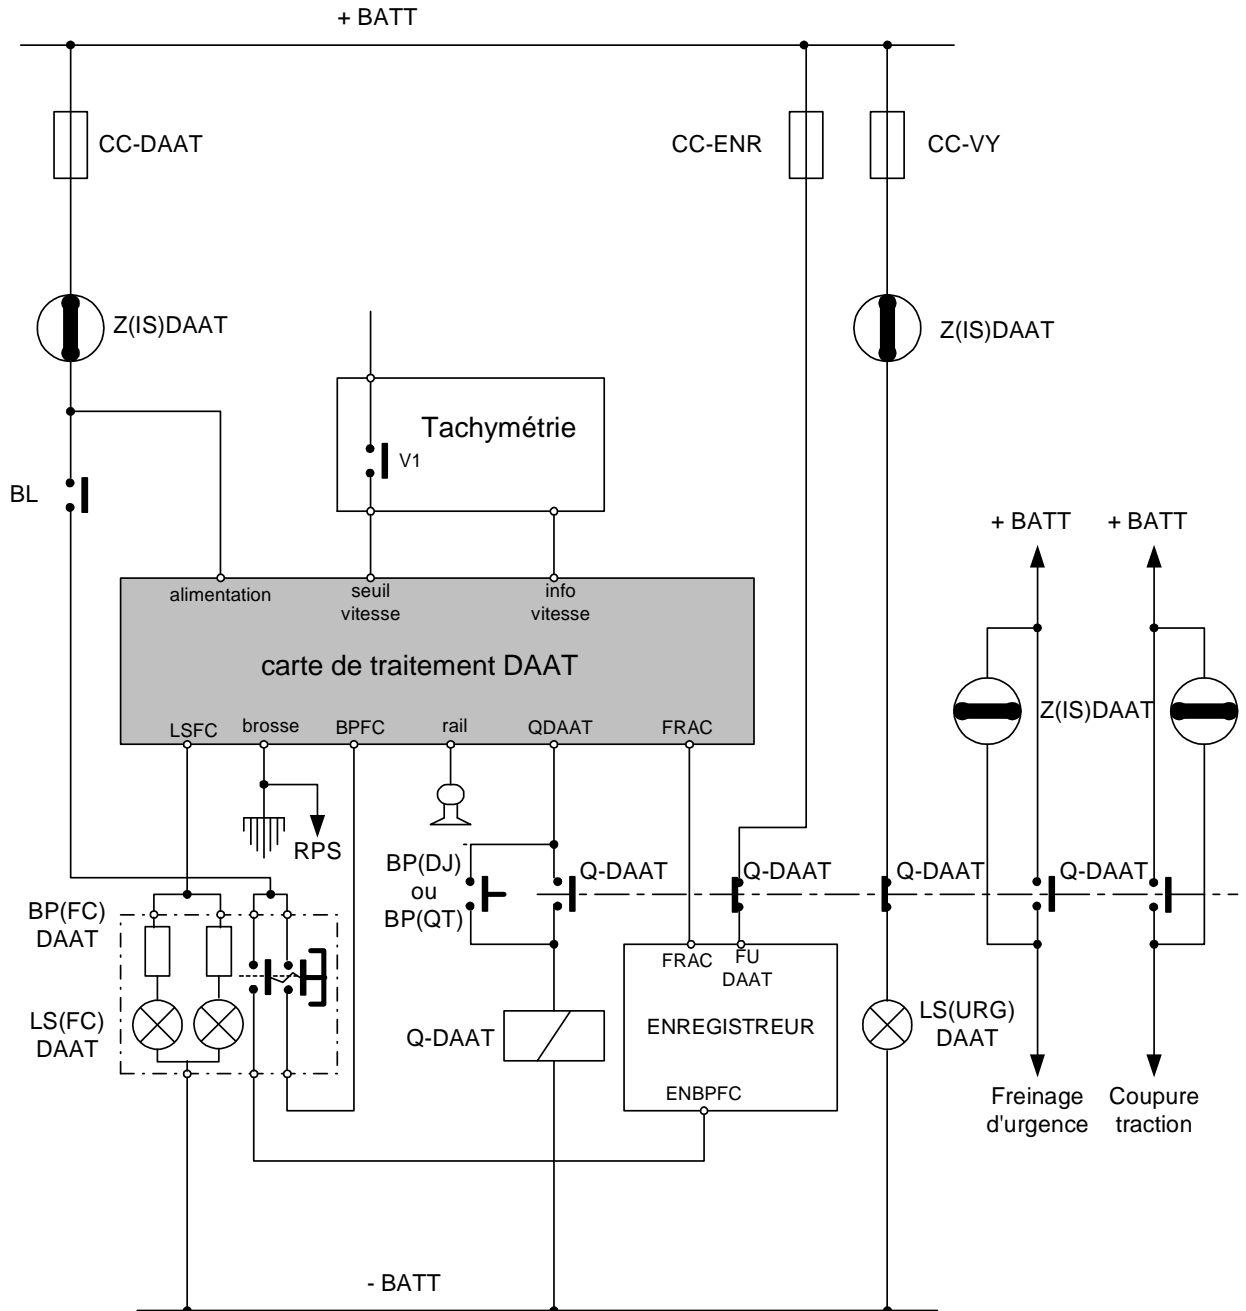 + BATT
CC-DAAT
CC-ENR
CC-VY
Z(IS)DAAT
Z(IS)DAAT
Tachymétrie
V1
BL
+ BATT
+ BATT
alimentation
seuil
vitesse
info
vitesse
carte de traitement DAAT
LSFC
brosse
BPFC
rail
QDAAT
FRAC
Z(IS)DAAT
RPS
BP(DJ)
ou
BP(QT)
Q-DAAT
Q-DAAT
Q-DAAT
Q-DAAT
BP(FC)
DAAT
FRAC
FU
DAAT
LS(FC)
DAAT
Q-DAAT
ENREGISTREUR
LS(URG)
DAAT
ENBPFC
Freinage
d'urgence
Coupure
traction
- BATT